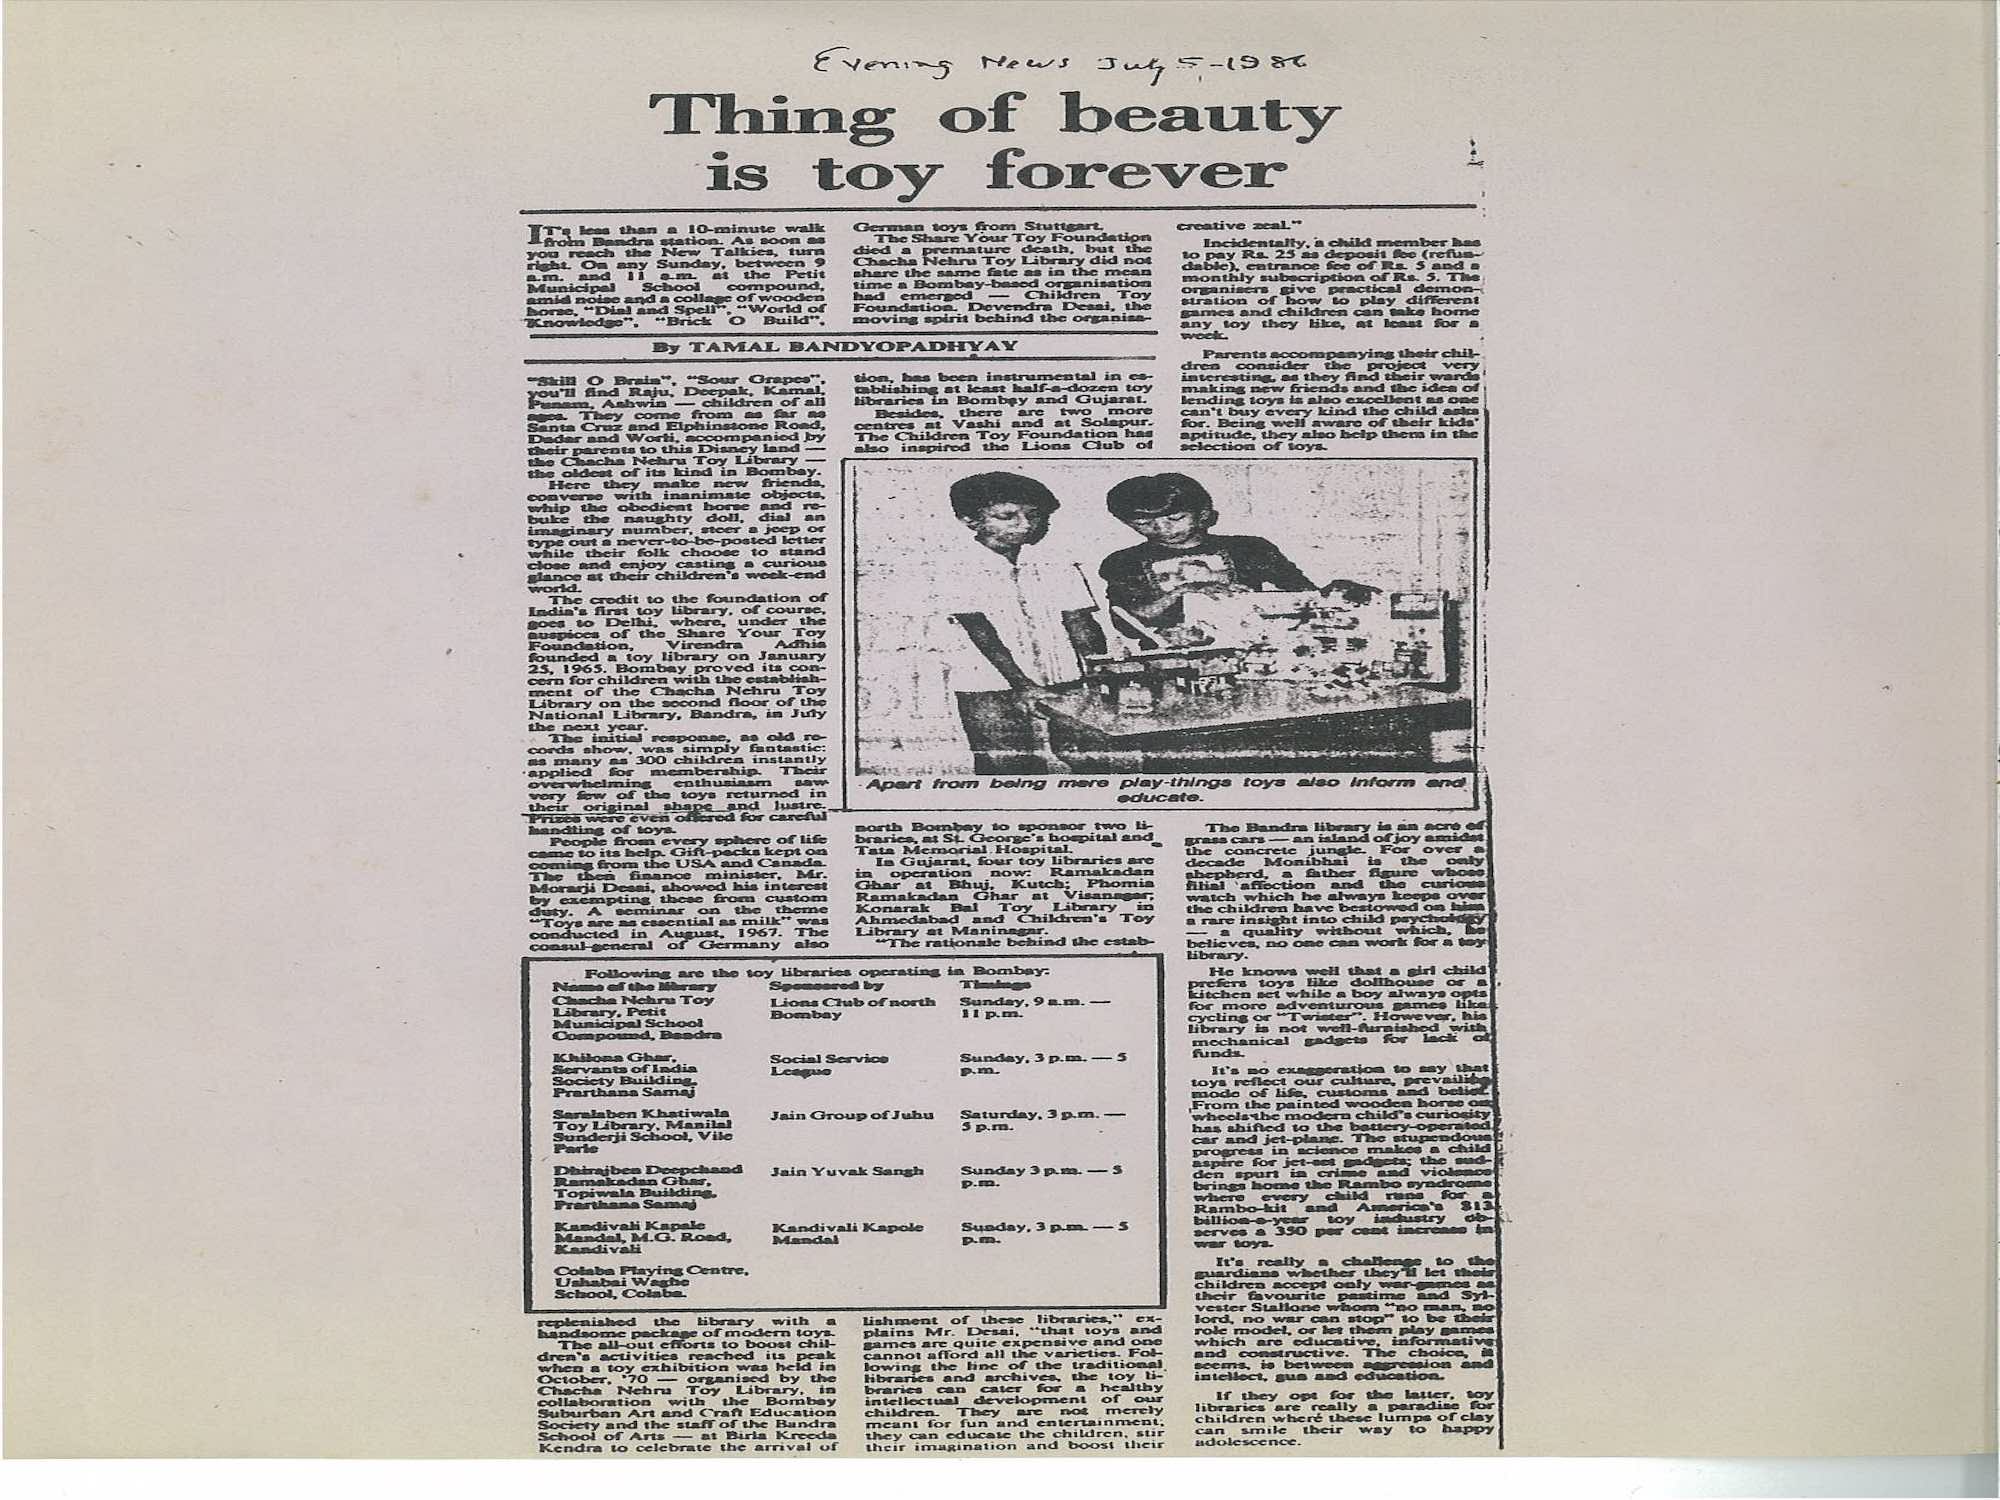 Evening News July 5-1986
Thing of beauty
is toy forever
IT's less than a 10-minute walk
from Bandra station. As soon as
you reach the New Talkies, turn
right. On any Sunday, between 9
a.m. and 11 a.m. at the Petit
Municipal School compound,
amid noise and a collage of wooden
horse, "Dial and Spell", "World of
Knowledge", "Brick O Build",
By TAMAL BANDYOPADHYAY
"Skill O Brain", "Sour Grapes",
you'll find Raju, Deepak, Kamal,
Punam, Ashwin — children of all
ages. They come from as far as
Santa Cruz and Elphinstone Road,
Dadar and Worli, accompanied by
their parents to this Disney land —
the Chacha Nehru Toy Library —
the oldest of its kind in Bombay.
Here they make new friends,
converse with inanimate objects,
whip the obedient horse and re-
buke the naughty doll, dial an
imaginary number, steer a jeep or
type out a never-to-be-posted letter
while their folk choose to stand
close and enjoy casting a curious
glance at their children's week-end
world.
The credit to the foundation of
India's first toy library, of course,
goes to Delhi, where, under the
auspices of the Share Your Toy
Foundation, Virendra Adhia
founded a toy library on January
25, 1965. Bombay proved its con-
cern for children with the establish-
ment of the Chacha Nehru Toy
Library on the second floor of the
National Library, Bandra, in July
the next year.
The initial response, as old re-
cords show, was simply fantastic:
as many as 300 children instantly
applied for membership. Their
overwhelming enthusiasm saw
very few of the toys returned in
their original shape and lustre.
Prizes were even offered for careful
handling of toys.
People from every sphere of life
came to its help. Gift-packs kept on
coming from the USA and Canada.
The then finance minister, Mr.
Morarji Desai, showed his interest
by exempting these from custom
duty. A seminar on the theme
"Toys are as essential as milk" was
conducted in August, 1967. The
consul-general of Germany also
replenished the library with a
handsome package of modern toys.
The all-out efforts to boost chil-
dren's activities reached its peak
when a toy exhibition was held in
October, '70 — organised by the
Chacha Nehru Toy Library, in
collaboration with the Bombay
Suburban Art and Craft Education
Society and the staff of the Bandra
School of Arts — at Birla Kreeda
Kendra to celebrate the arrival of
German toys from Stuttgart.
The Share Your Toy Foundation
died a premature death, but the
Chacha Nehru Toy Library did not
share the same fate as in the mean
time a Bombay-based organisation
had emerged — Children Toy
Foundation. Devendra Desai, the
moving spirit behind the organisa-
tion, has been instrumental in es-
tablishing at least half-a-dozen toy
libraries in Bombay and Gujarat.
Besides, there are two more
centres at Vashi and at Solapur.
The Children Toy Foundation has
also inspired the Lions Club of
north Bombay to sponsor two li-
braries, at St. George's hospital and
Tata Memorial Hospital.
In Gujarat, four toy libraries are
in operation now: Ramakadan
Ghar at Bhuj, Kutch; Phomia
Ramakadan Ghar at Visanagar;
Konarak Bal Toy Library in
Ahmedabad and Children's Toy
Library at Maninagar.
"The rationale behind the estab-
lishment of these libraries," ex-
plains Mr. Desai, "that toys and
games are quite expensive and one
cannot afford all the varieties. Fol-
lowing the line of the traditional
libraries and archives, the toy li-
braries can cater for a healthy
intellectual development of our
children. They are not merely
meant for fun and entertainment;
they can educate the children, stir
their imagination and boost their
creative zeal."
Incidentally, a child member has
to pay Rs. 25 as deposit fee (refun-
dable), entrance fee of Rs. 5 and a
monthly subscription of Rs. 5. The
organisers give practical demon-
stration of how to play different
games and children can take home
any toy they like, at least for a
week.
Parents accompanying their chil-
dren consider the project very
interesting, as they find their wards
making new friends and the idea of
lending toys is also excellent as one
can't buy every kind the child asks
for. Being well aware of their kids'
aptitude, they also help them in the
selection of toys.
Apart from being mere play-things toys also inform and
educate.
The Bandra library is an acre of
grass cars — an island of joy amidst
the concrete jungle. For over a
decade Monibhai is the only
shepherd, a father figure whose
filial affection and the curious
watch which he always keeps over
the children have bestowed on him
a rare insight into child psychology
— a quality without which, he
believes, no one can work for a toy
library.
He knows well that a girl child
prefers toys like dollhouse or a
kitchen set while a boy always opts
for more adventurous games like
cycling or "Twister". However, his
library is not well-furnished with
mechanical gadgets for lack of
funds.
It's no exaggeration to say that
toys reflect our culture, prevailing
mode of life, customs and belief.
From the painted wooden horse on
wheels the modern child's curiosity
has shifted to the battery-operated
car and jet-plane. The stupendous
progress in science makes a child
aspire for jet-set gadgets; the sud-
den spurt in crime and violence
brings home the Rambo syndrome
where every child runs for a
Rambo-kit and America's $13
billion-a-year toy industry ob-
serves a 350 per cent increase in
war toys.
It's really a challenge to the
guardians whether they'll let their
children accept only war-games as
their favourite pastime and Syl-
vester Stallone whom "no man, no
lord, no war can stop" to be their
role model, or let them play games
which are educative, informative
and constructive. The choice, it
seems, is between aggression and
intellect, gun and education.
If they opt for the latter, toy
libraries are really a paradise for
children where these lumps of clay
can smile their way to happy
adolescence.
Following are the toy libraries operating in Bombay:
Name of the library Sponsored by Timings
Chacha Nehru Toy Lions Club of north Sunday, 9 a.m. —
Library, Petit Bombay 11 p.m.
Municipal School
Compound, Bandra
Khilona Ghar, Social Service Sunday, 3 p.m. — 5
Servants of India League p.m.
Society Building,
Prarthana Samaj
Saralaben Khatiwala Jain Group of Juhu Saturday, 3 p.m. —
Toy Library, Manilal 5 p.m.
Sunderji School, Vile
Parle
Dhirajben Deepchand Jain Yuvak Sangh Sunday 3 p.m. — 5
Ramakadan Ghar, p.m.
Topiwala Building,
Prarthana Samaj
Kandivali Kapale Kandivali Kapole Sunday, 3 p.m. — 5
Mandal, M.G. Road, Mandal p.m.
Kandivali
Colaba Playing Centre,
Ushabai Waghe
School, Colaba.